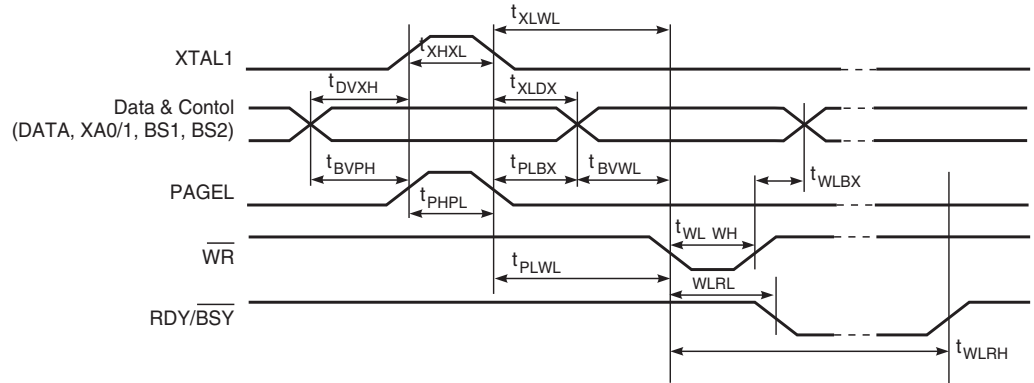 tXLWL
XTAL1
tXHXL
tDVXH
tXLDX
Data & Contol
(DATA, XA0/1, BS1, BS2)
tBVPH
tPLBX
tBVWL
tWLBX
PAGEL
tPHPL
tWL WH
WR
tPLWL
WLRL
RDY/BSY
tWLRH